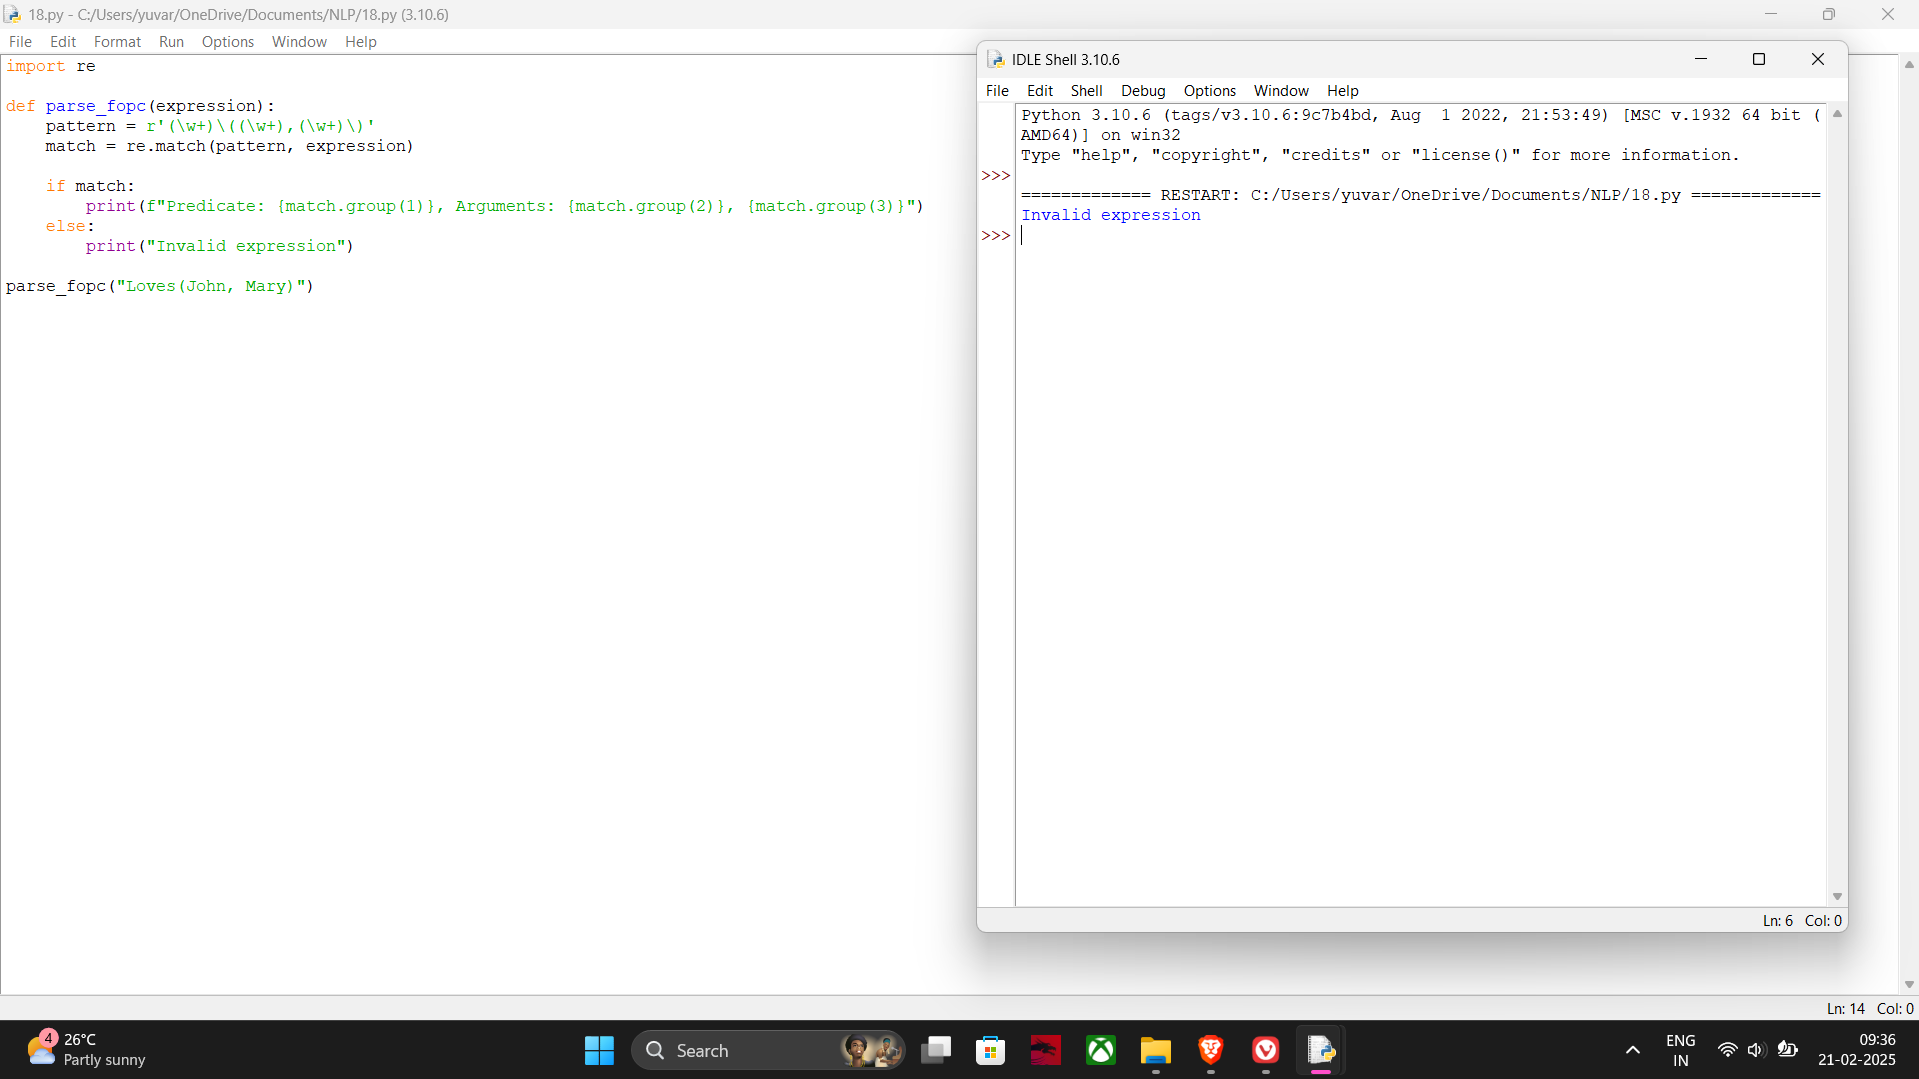 18.py - C:/Users/yuvar/OneDrive/Documents/NLP/18.py (3.10.6)
File Edit Format Run Options Window Help
import re
def parse_fopc(expression):
    pattern = r'(\w+)\((\w+),(\w+)\)'
    match = re.match(pattern, expression)
    if match:
        print(f"Predicate: {match.group(1)}, Arguments: {match.group(2)}, {match.group(3)}")
    else:
        print("Invalid expression")
parse_fopc("Loves(John, Mary)")
IDLE Shell 3.10.6
File Edit Shell Debug Options Window Help
Python 3.10.6 (tags/v3.10.6:9c7b4bd, Aug  1 2022, 21:53:49) [MSC v.1932 64 bit (
AMD64)] on win32
Type "help", "copyright", "credits" or "license()" for more information.
>>>
============= RESTART: C:/Users/yuvar/OneDrive/Documents/NLP/18.py =============
Invalid expression
>>>
Ln: 6 Col: 0
Ln: 14 Col: 0
4
26°C
Partly sunny
Search
ENG
IN
09:36
21-02-2025